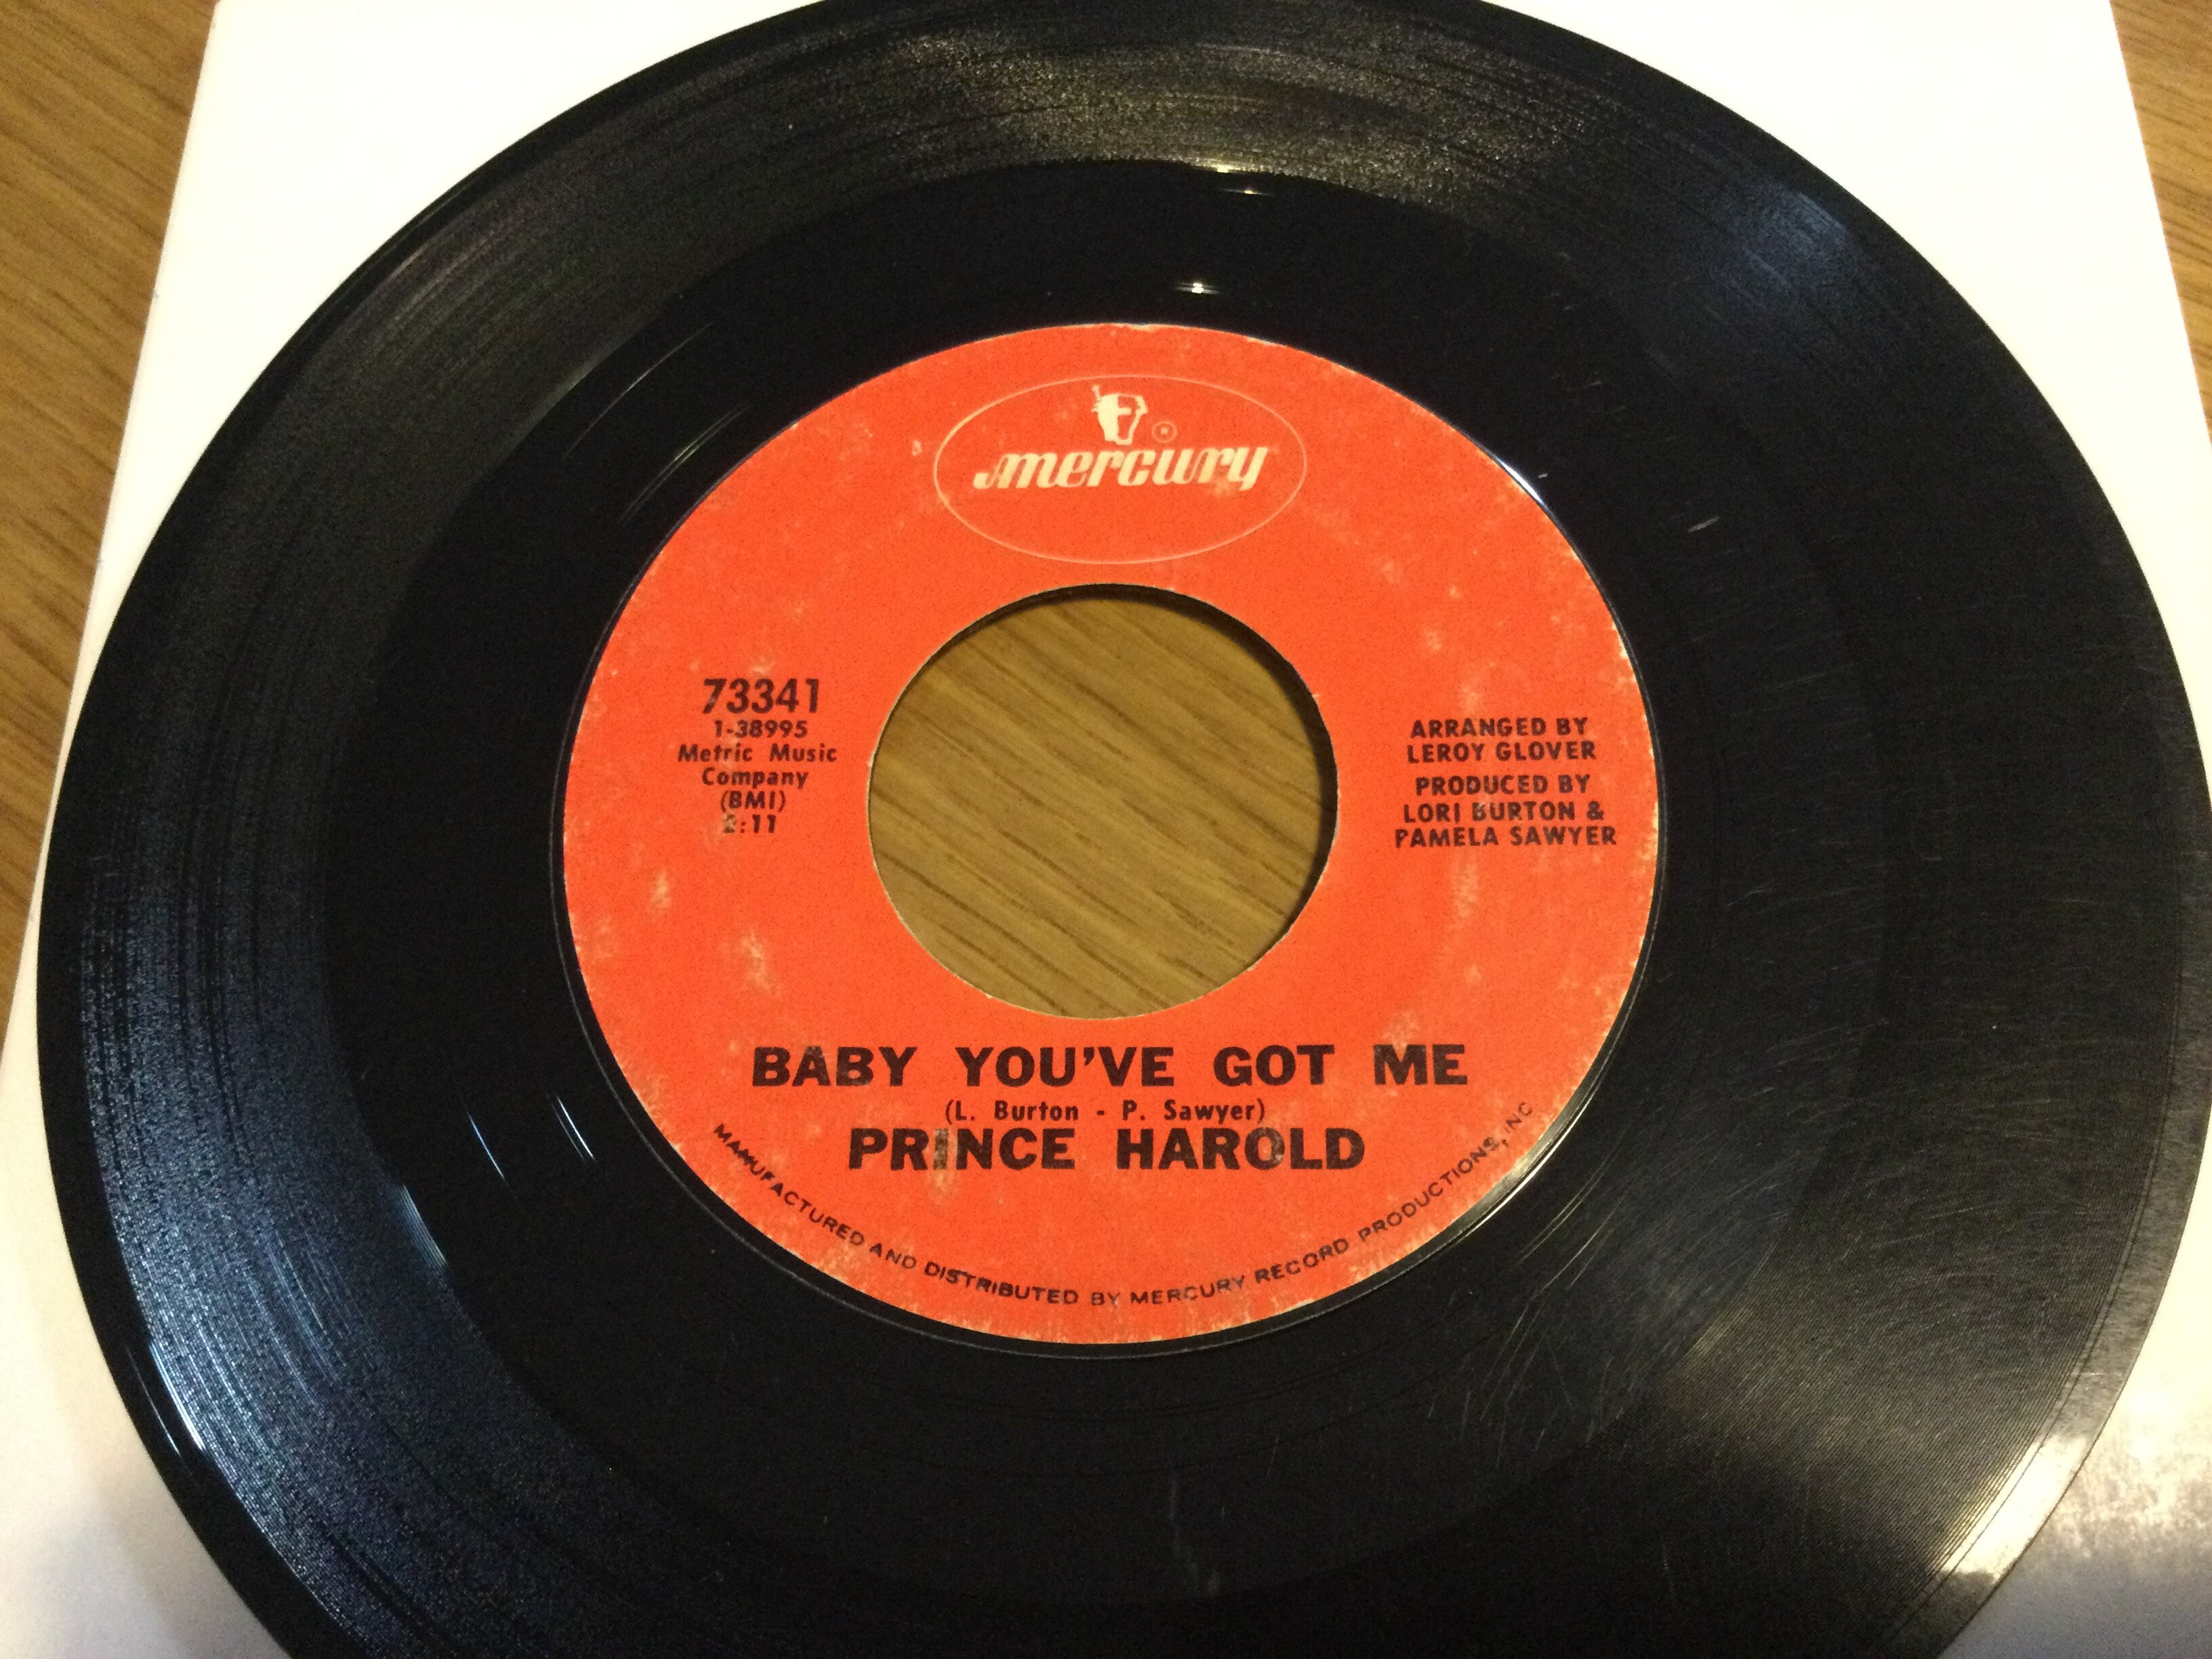 mercury ®
73341
1-38995
Metric Music
Company
(BMI)
2:11
ARRANGED BY
LEROY GLOVER
PRODUCED BY
LORI BURTON &
PAMELA SAWYER
BABY YOU'VE GOT ME
(L. Burton - P. Sawyer)
PRINCE HAROLD
MANUFACTURED AND DISTRIBUTED BY MERCURY RECORD PRODUCTIONS, INC